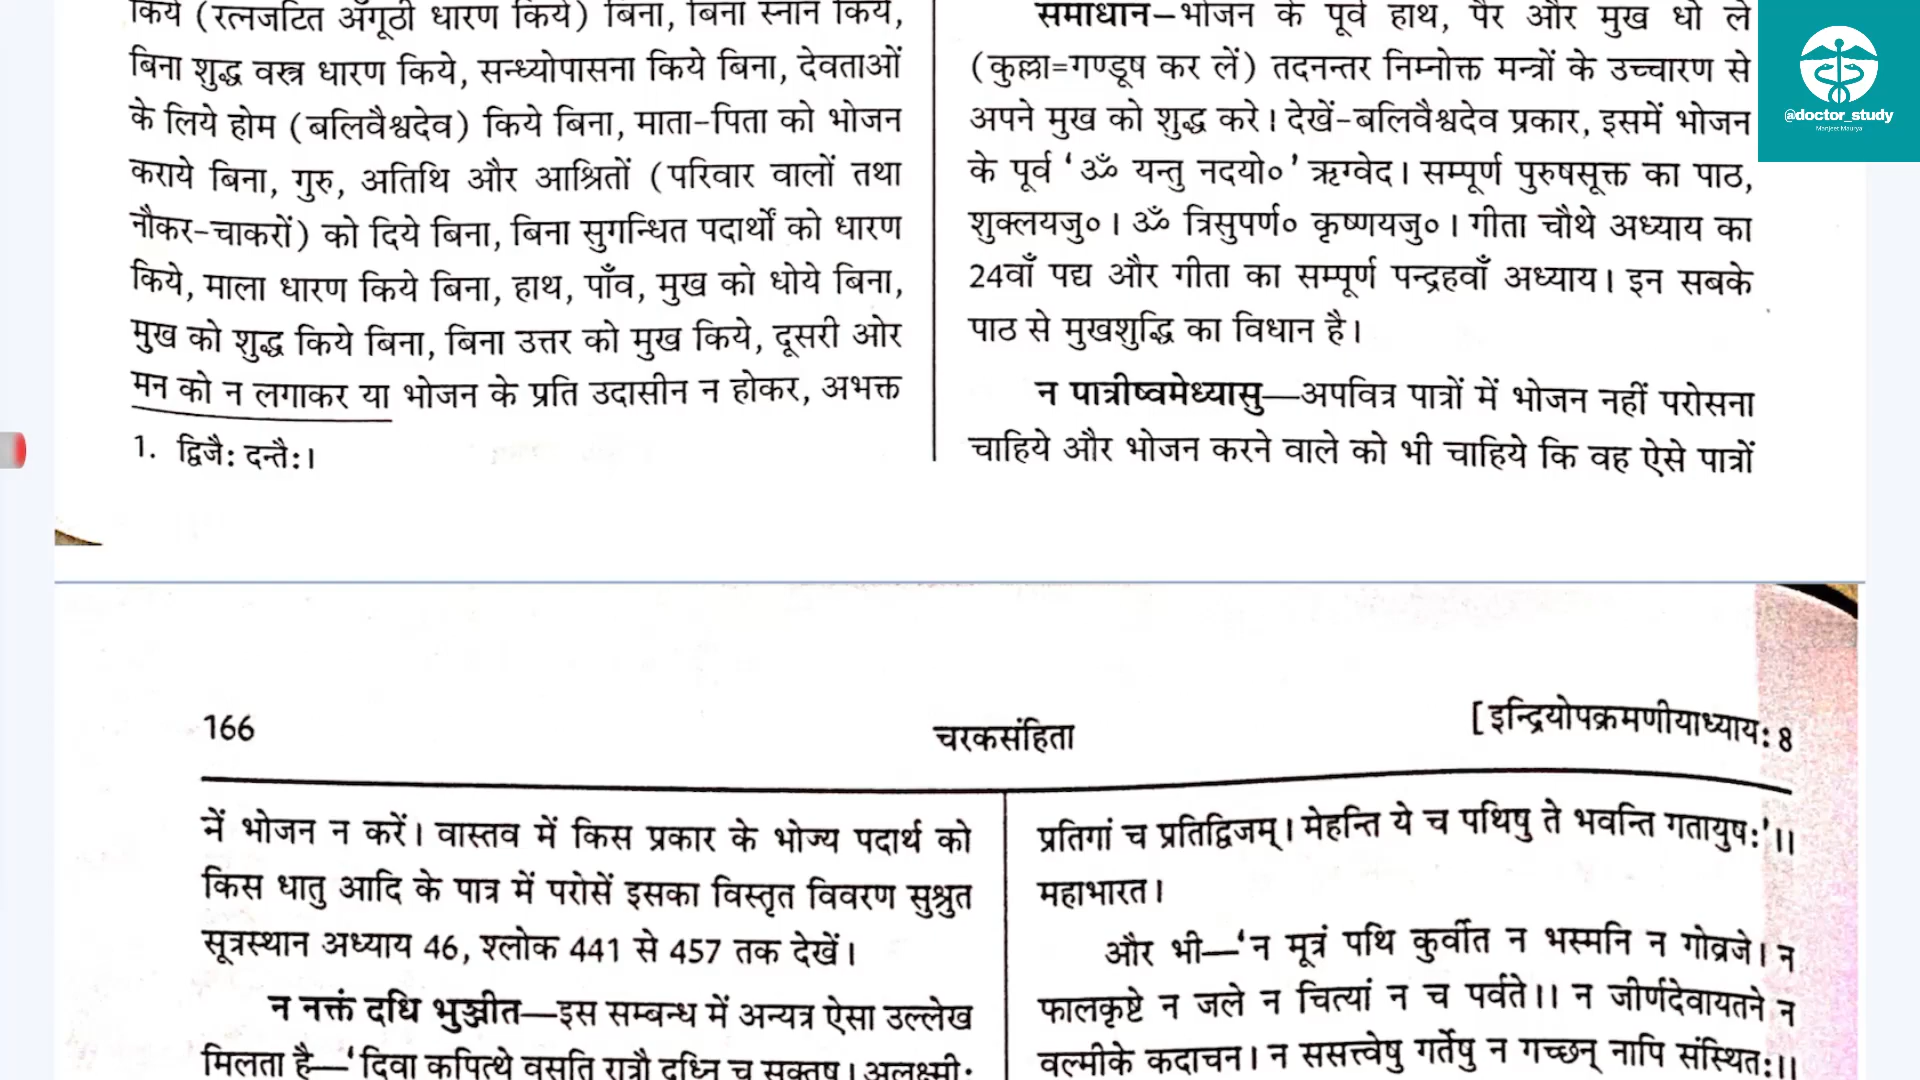 किये (रत्नजटित अँगूठी धारण किये) बिना, बिना स्नान किये,
बिना शुद्ध वस्त्र धारण किये, सन्ध्योपासना किये बिना, देवताओं
के लिये होम (बलिवैश्वदेव) किये बिना, माता-पिता को भोजन
कराये बिना, गुरु, अतिथि और आश्रितों (परिवार वालों तथा
नौकर-चाकरों) को दिये बिना, बिना सुगन्धित पदार्थों को धारण
किये, माला धारण किये बिना, हाथ, पाँव, मुख को धोये बिना,
मुख को शुद्ध किये बिना, बिना उत्तर को मुख किये, दूसरी ओर
मन को न लगाकर या भोजन के प्रति उदासीन न होकर, अभक्त
1. द्विजैः दन्तैः।
समाधान—भोजन के पूर्व हाथ, पैर और मुख धो ले
(कुल्ला=गण्डूष कर लें) तदनन्तर निम्नोक्त मन्त्रों के उच्चारण से
अपने मुख को शुद्ध करे। देखें-बलिवैश्वदेव प्रकार, इसमें भोजन
के पूर्व 'ॐ यन्तु नदयो०' ऋग्वेद। सम्पूर्ण पुरुषसूक्त का पाठ,
शुक्लयजु०। ॐ त्रिसुपर्ण० कृष्णयजु०। गीता चौथे अध्याय का
24वाँ पद्य और गीता का सम्पूर्ण पन्द्रहवाँ अध्याय। इन सबके
पाठ से मुखशुद्धि का विधान है।
न पात्रीष्वमेध्यासु—अपवित्र पात्रों में भोजन नहीं परोसना
चाहिये और भोजन करने वाले को भी चाहिये कि वह ऐसे पात्रों
@doctor_study
Manjeet Maurya
166
चरकसंहिता
[इन्द्रियोपक्रमणीयाध्यायः 8
में भोजन न करें। वास्तव में किस प्रकार के भोज्य पदार्थ को
किस धातु आदि के पात्र में परोसें इसका विस्तृत विवरण सुश्रुत
सूत्रस्थान अध्याय 46, श्लोक 441 से 457 तक देखें।
न नक्तं दधि भुञ्जीत—इस सम्बन्ध में अन्यत्र ऐसा उल्लेख
मिलता है—'दिवा कपित्थे वसति रात्रौ दध्नि च सक्तुषु। अलक्ष्मीः
प्रतिगां च प्रतिद्विजम्। मेहन्ति ये च पथिषु ते भवन्ति गतायुषः'।।
महाभारत।
और भी—'न मूत्रं पथि कुर्वीत न भस्मनि न गोव्रजे। न
फालकृष्टे न जले न चित्यां न च पर्वते।। न जीर्णदेवायतने न
वल्मीके कदाचन। न ससत्त्वेषु गर्तेषु न गच्छन् नापि संस्थितः।।